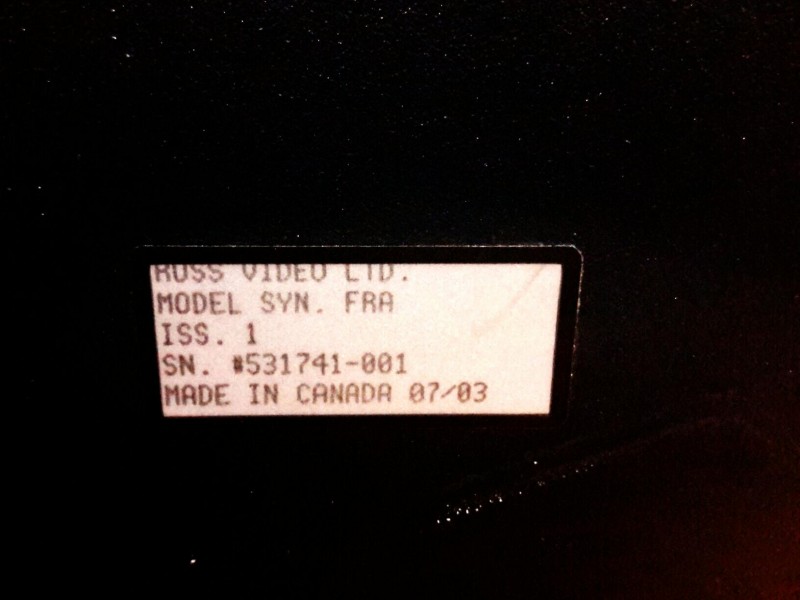 ROSS VIDEO LTD.
MODEL SYN. FRA
ISS. 1
SN. #531741-001
MADE IN CANADA 07/03